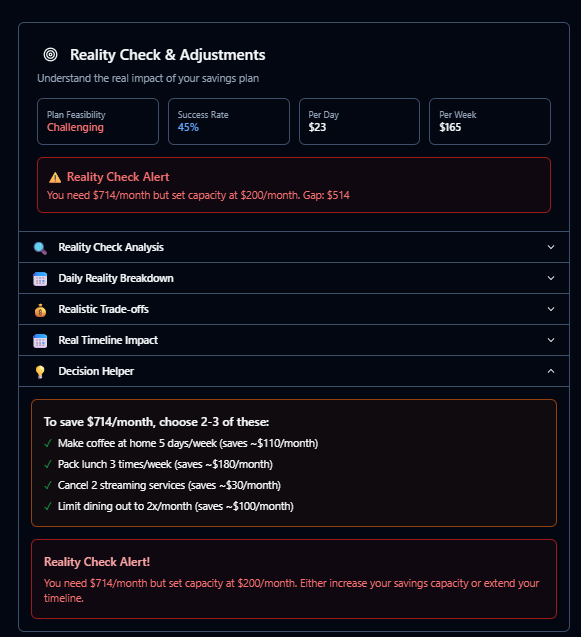 Reality Check & Adjustments
Understand the real impact of your savings plan
Plan Feasibility
Challenging
Success Rate
45%
Per Day
$23
Per Week
$165
Reality Check Alert
You need $714/month but set capacity at $200/month. Gap: $514
Reality Check Analysis
Daily Reality Breakdown
Realistic Trade-offs
Real Timeline Impact
Decision Helper
To save $714/month, choose 2-3 of these:
✓ Make coffee at home 5 days/week (saves ~$110/month)
✓ Pack lunch 3 times/week (saves ~$180/month)
✓ Cancel 2 streaming services (saves ~$30/month)
✓ Limit dining out to 2x/month (saves ~$100/month)
Reality Check Alert!
You need $714/month but set capacity at $200/month. Either increase your savings capacity or extend your
timeline.